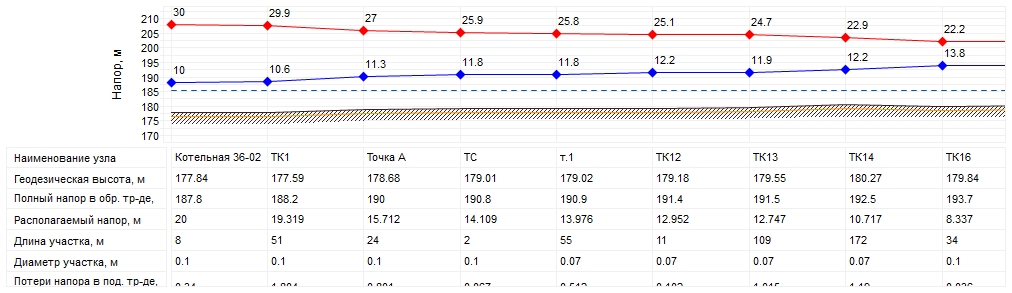 30 29.9 27 25.9 25.8 25.1 24.7 22.9 22.2
10 10.6 11.3 11.8 11.8 12.2 11.9 12.2 13.8
Напор, м
210
205
200
195
190
185
180
175
170
Наименование узла Котельная 36-02 ТК1 Точка А ТС т.1 ТК12 ТК13 ТК14 ТК16
Геодезическая высота, м 177.84 177.59 178.68 179.01 179.02 179.18 179.55 180.27 179.84
Полный напор в обр. тр-де, 187.8 188.2 190 190.8 190.9 191.4 191.5 192.5 193.7
Располагаемый напор, м 20 19.319 15.712 14.109 13.976 12.952 12.747 10.717 8.337
Длина участка, м 8 51 24 2 55 11 109 172 34
Диаметр участка, м 0.1 0.1 0.1 0.1 0.07 0.07 0.07 0.07 0.1
Потери напора в под. тр-де,